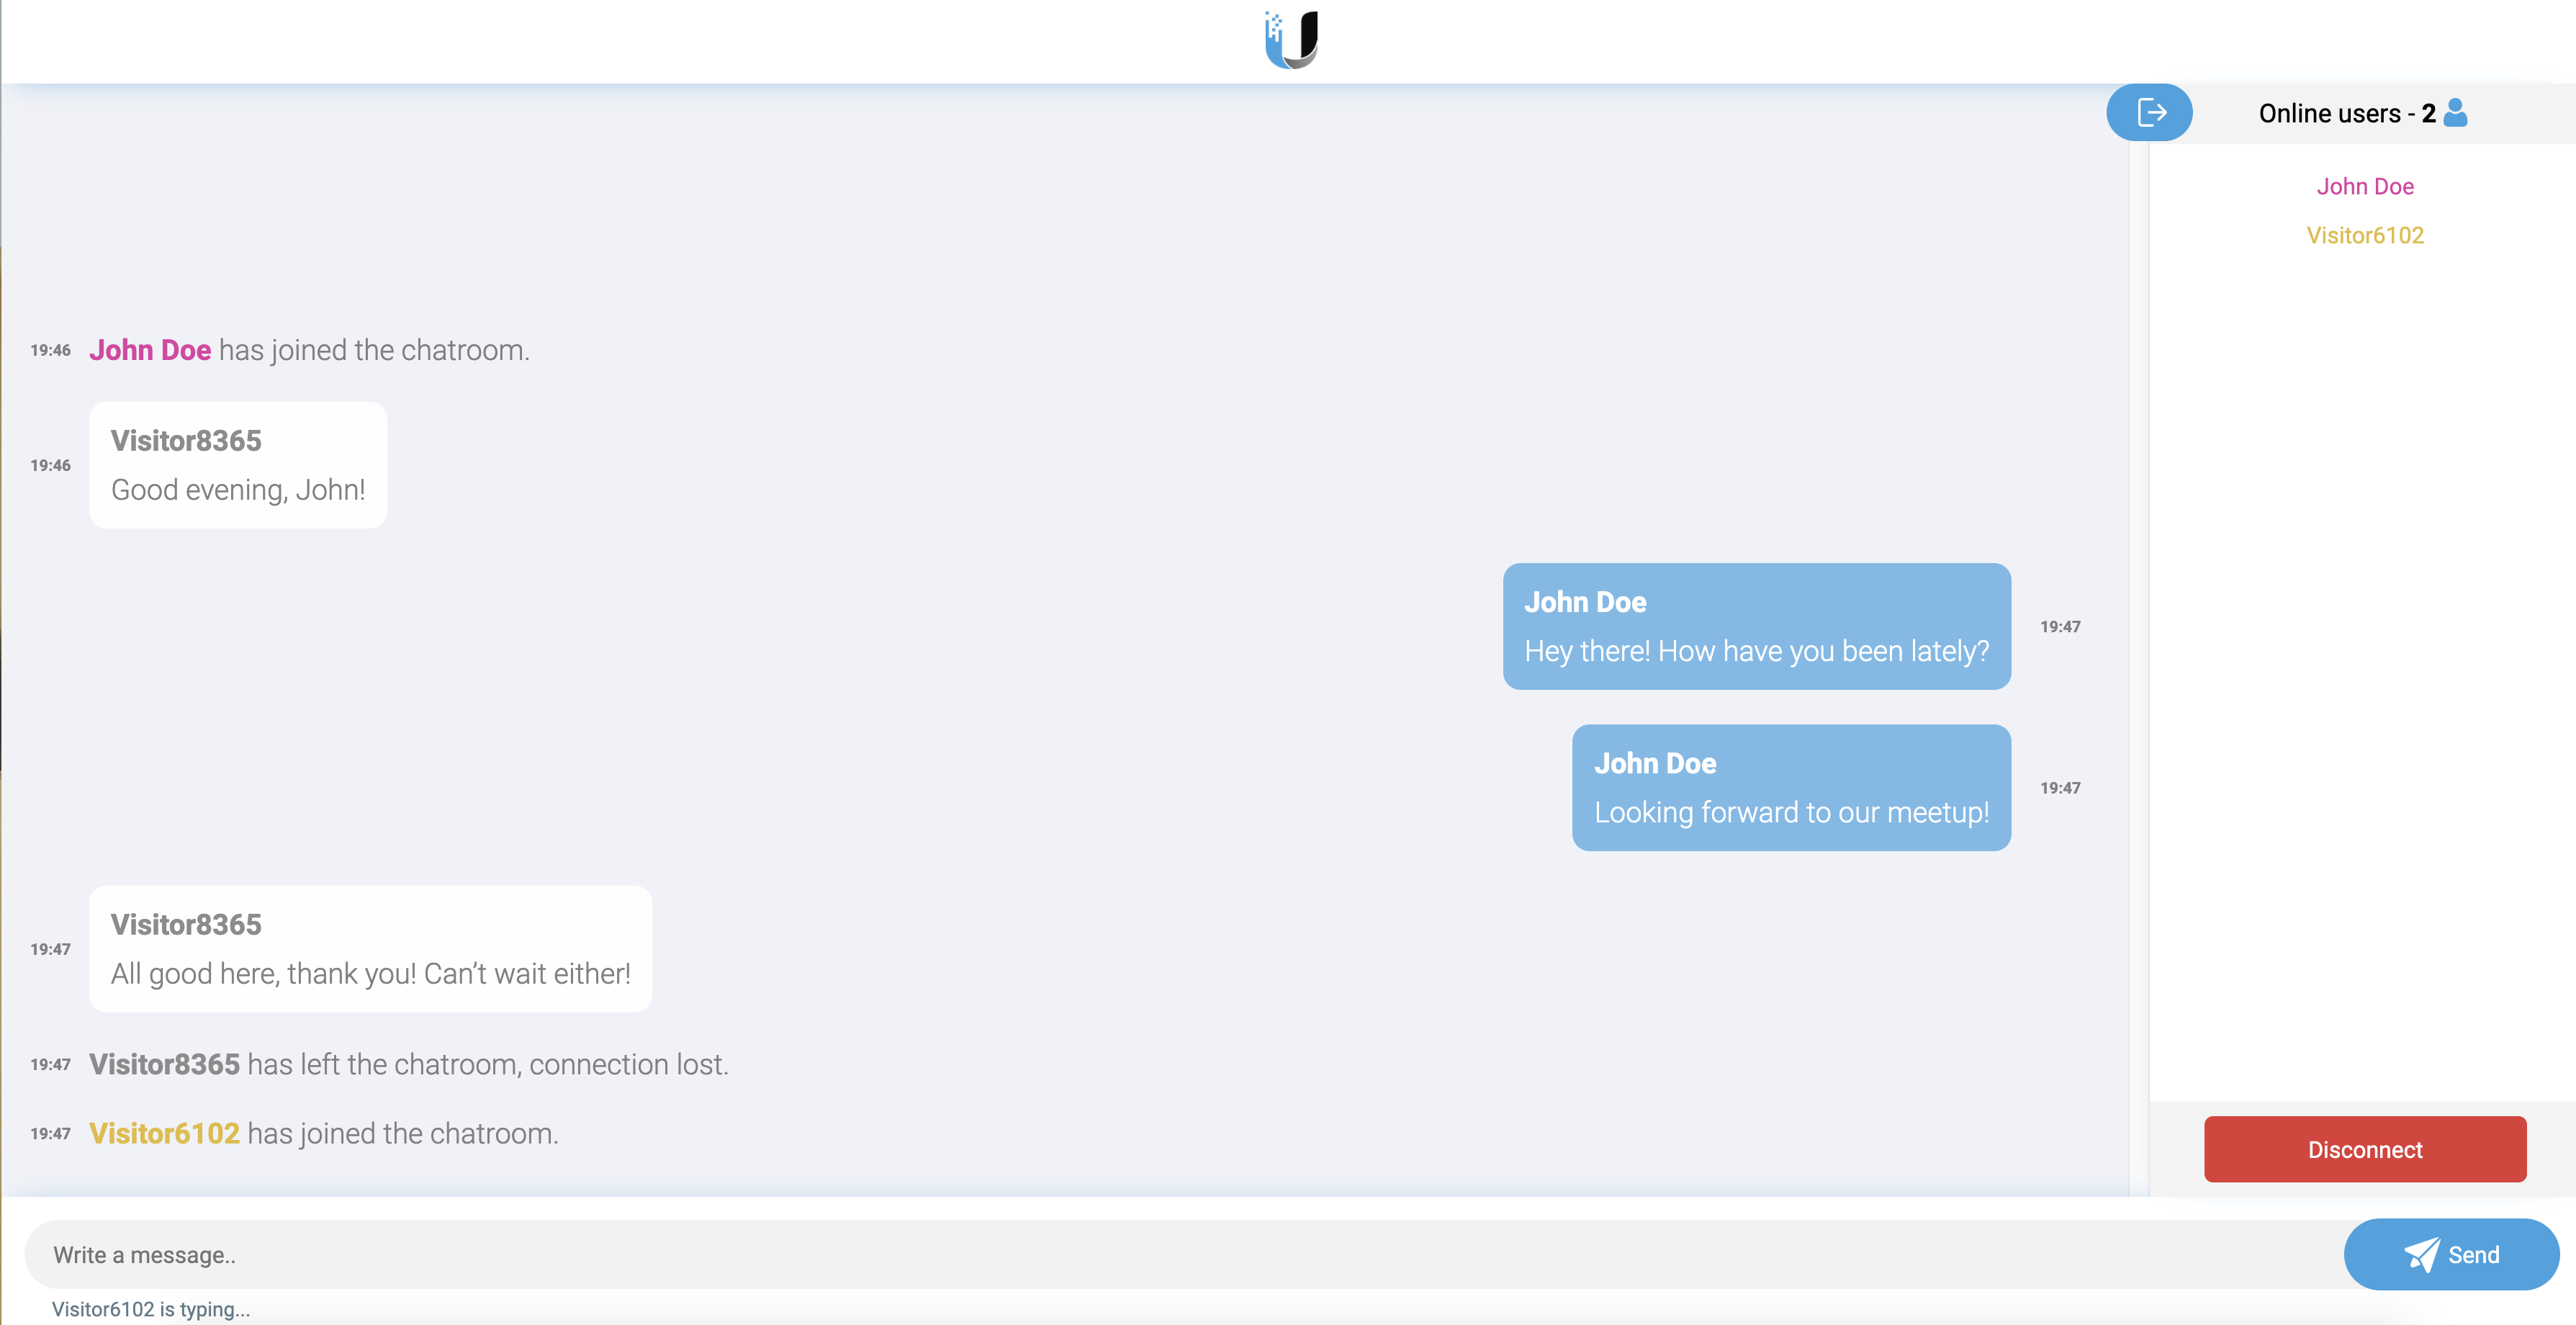 Online users - 2
John Doe
Visitor6102
19:46 John Doe has joined the chatroom.
Visitor8365
19:46
Good evening, John!
John Doe
19:47
Hey there! How have you been lately?
John Doe
19:47
Looking forward to our meetup!
Visitor8365
19:47
All good here, thank you! Can’t wait either!
19:47 Visitor8365 has left the chatroom, connection lost.
19:47 Visitor6102 has joined the chatroom.
Disconnect
Write a message..
Send
Visitor6102 is typing...